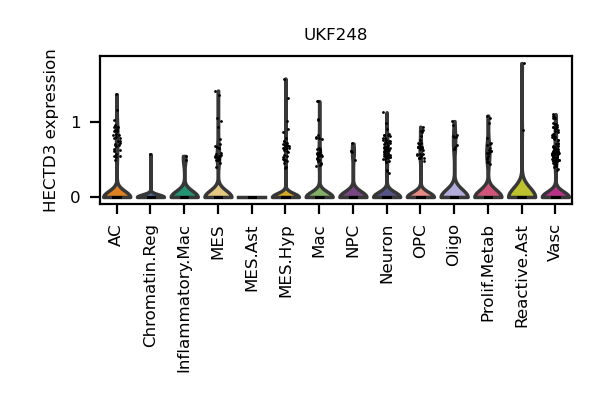 UKF248
HECTD3 expression
1
0
AC
Chromatin.Reg
Inflammatory.Mac
MES
MES.Ast
MES.Hyp
Mac
NPC
Neuron
OPC
Oligo
Prolif.Metab
Reactive.Ast
Vasc